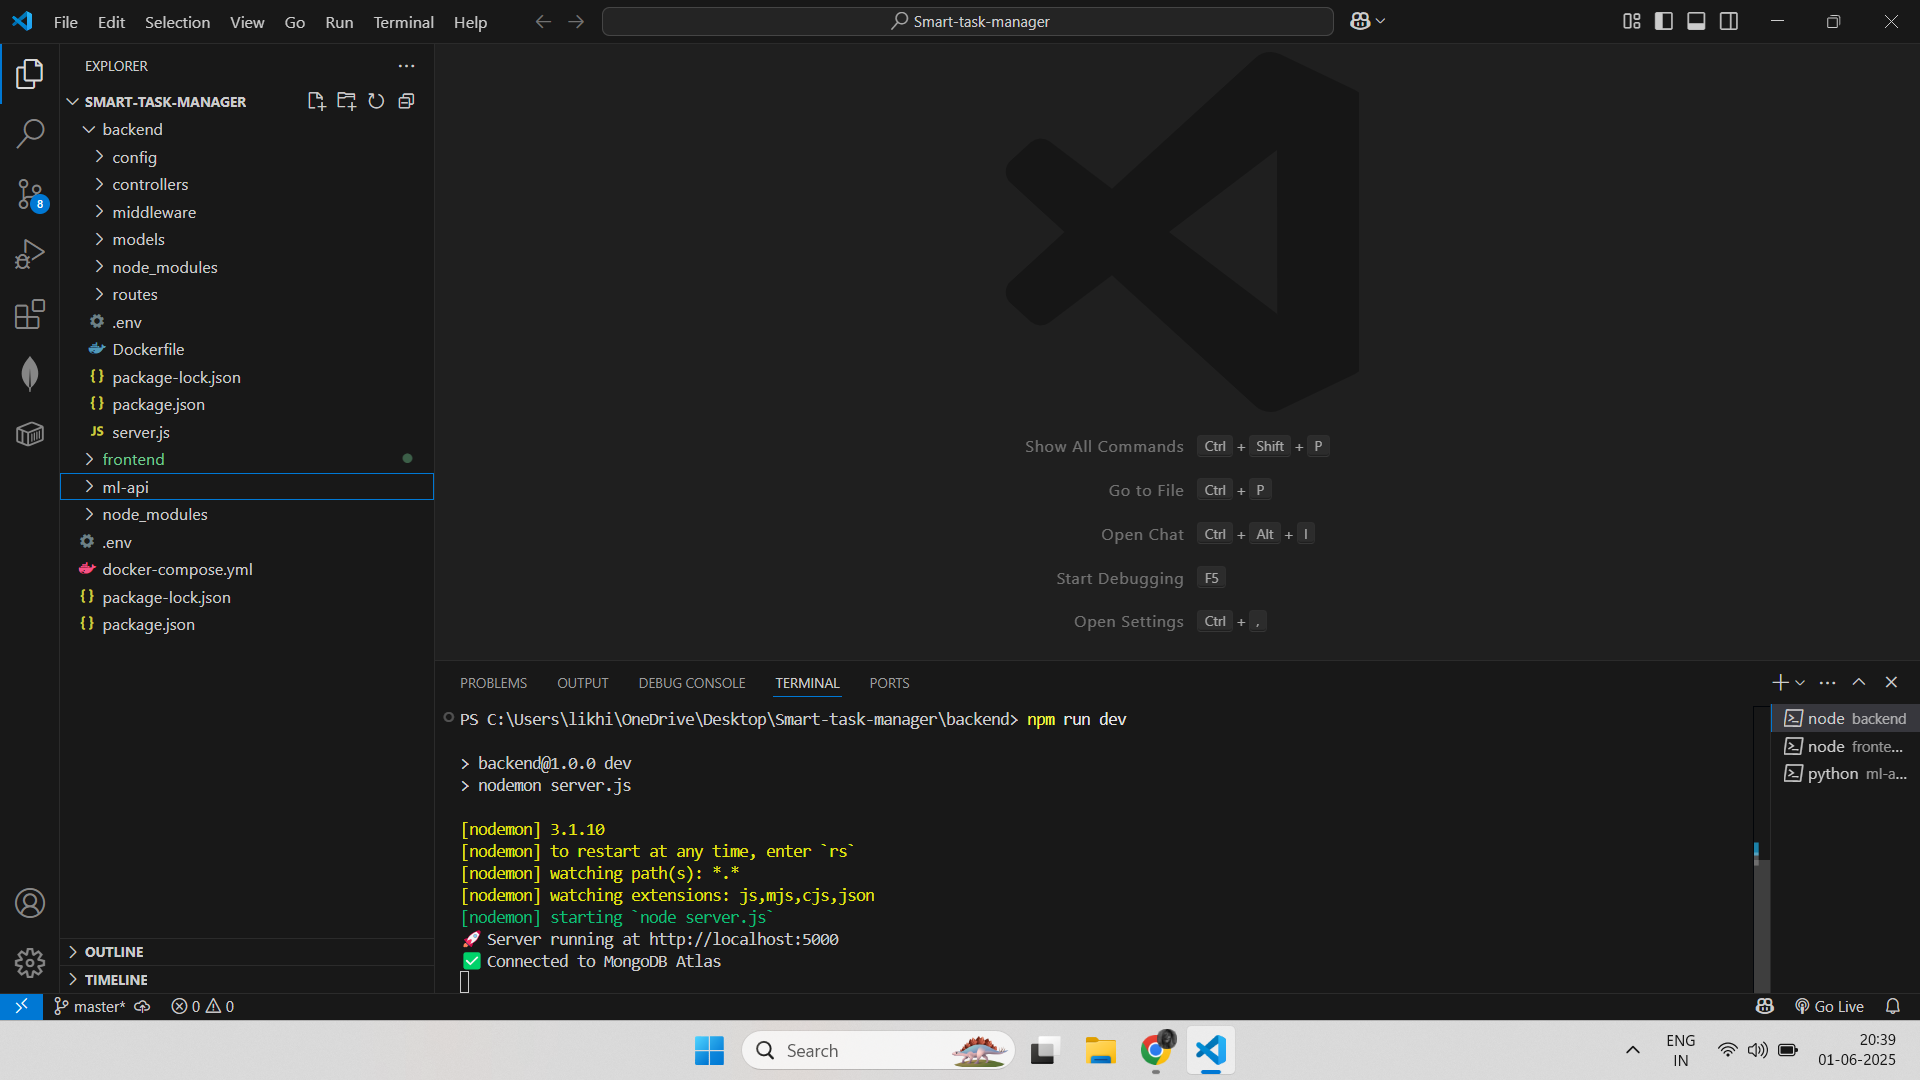 File Edit Selection View Go Run Terminal Help
Smart-task-manager
EXPLORER
SMART-TASK-MANAGER
backend
config
controllers
8
middleware
models
node_modules
routes
.env
Dockerfile
package-lock.json
package.json
JS server.js
frontend
ml-api
node_modules
.env
docker-compose.yml
package-lock.json
package.json
OUTLINE
TIMELINE
Show All Commands Ctrl + Shift + P
Go to File Ctrl + P
Open Chat Ctrl + Alt + I
Start Debugging F5
Open Settings Ctrl + ,
PROBLEMS OUTPUT DEBUG CONSOLE TERMINAL PORTS
PS C:\Users\likhi\OneDrive\Desktop\Smart-task-manager\backend> npm run dev
> backend@1.0.0 dev
> nodemon server.js
[nodemon] 3.1.10
[nodemon] to restart at any time, enter `rs`
[nodemon] watching path(s): *.*
[nodemon] watching extensions: js,mjs,cjs,json
[nodemon] starting `node server.js`
🚀 Server running at http://localhost:5000
✅ Connected to MongoDB Atlas
node backend
node fronte...
python ml-a...
master* 0 0
Go Live
Search
ENG
IN
20:39
01-06-2025